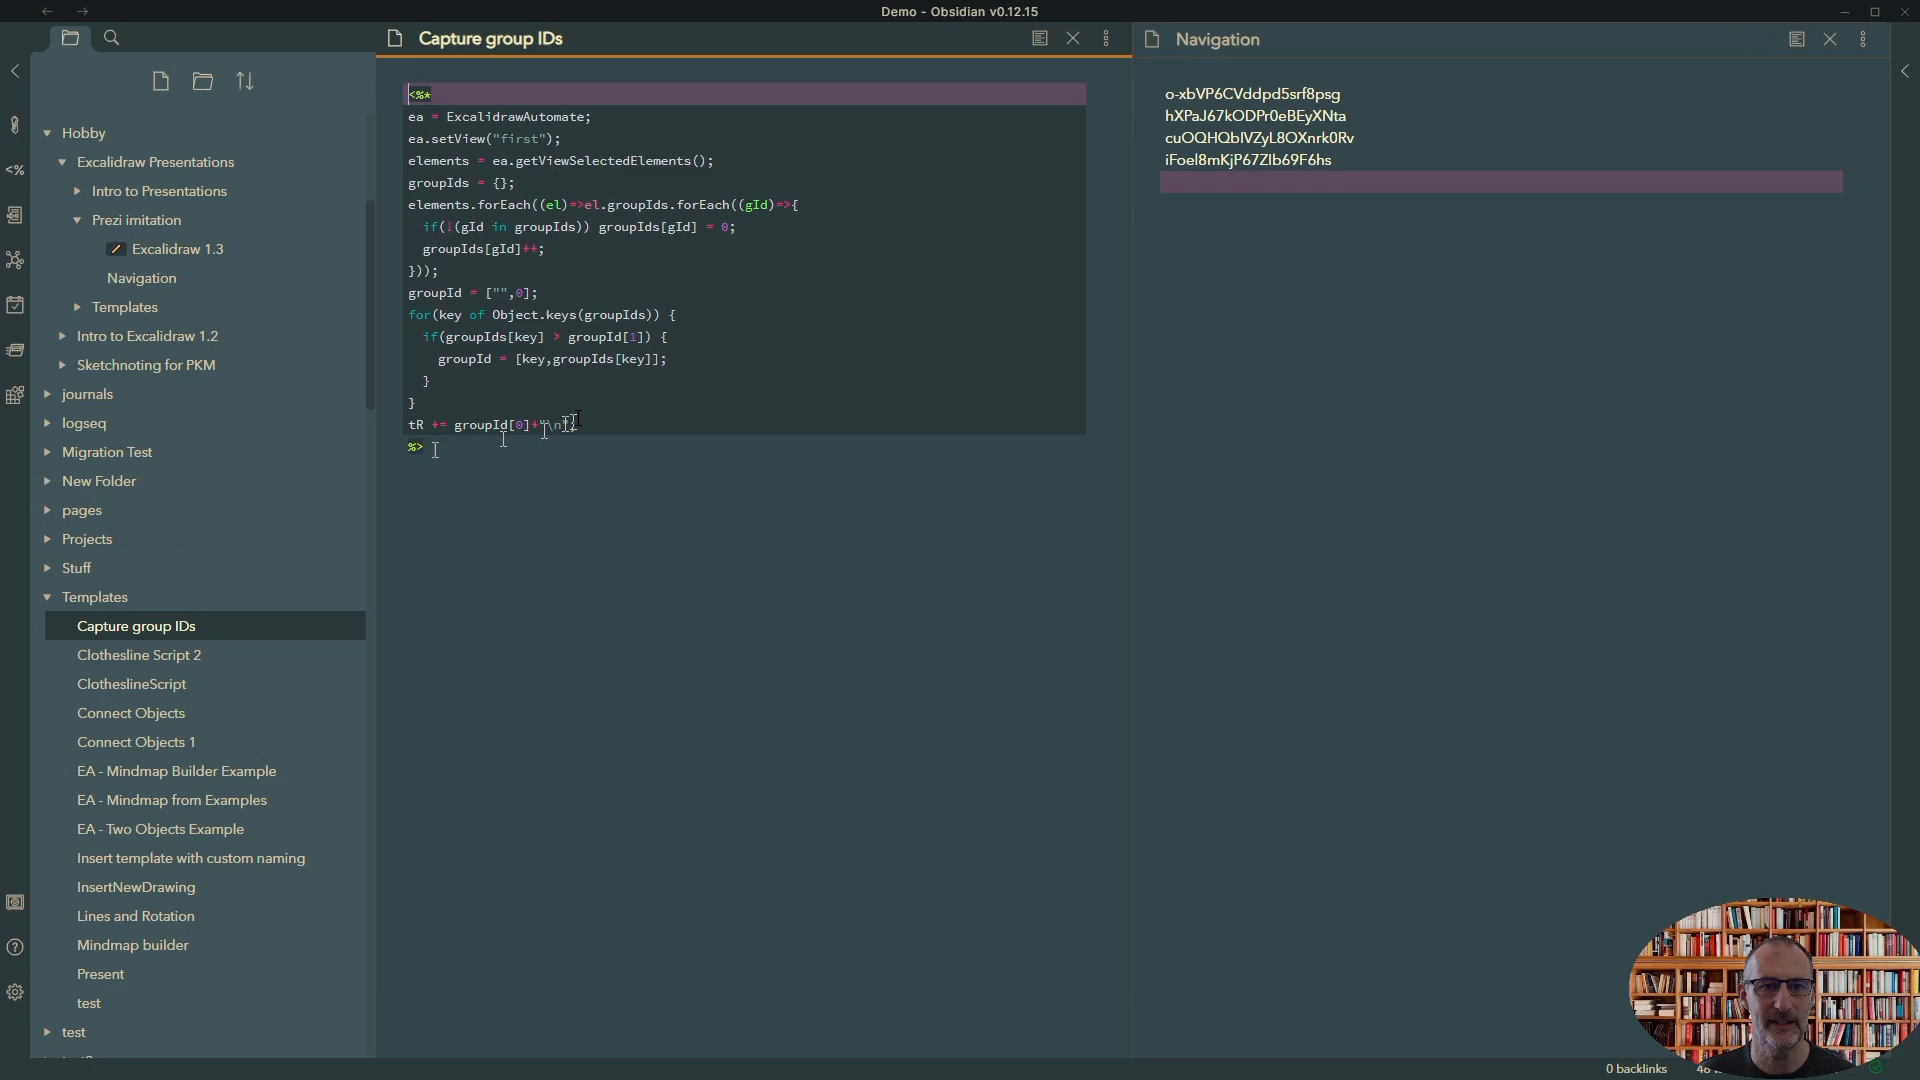 Demo - Obsidian v0.12.15
Capture group IDs
Navigation
Hobby
Excalidraw Presentations
Intro to Presentations
Prezi imitation
Excalidraw 1.3
Navigation
Templates
Intro to Excalidraw 1.2
Sketchnoting for PKM
journals
logseq
Migration Test
New Folder
pages
Projects
Stuff
Templates
Capture group IDs
Clothesline Script 2
ClotheslineScript
Connect Objects
Connect Objects 1
EA - Mindmap Builder Example
EA - Mindmap from Examples
EA - Two Objects Example
Insert template with custom naming
InsertNewDrawing
Lines and Rotation
Mindmap builder
Present
test
test
<%*
ea = ExcalidrawAutomate;
ea.setView("first");
elements = ea.getViewSelectedElements();
groupIds = {};
elements.forEach((el)=>el.groupIds.forEach((gId)=>{
if(!(gId in groupIds)) groupIds[gId] = 0;
groupIds[gId]++;
}));
groupId = ["",0];
for(key of Object.keys(groupIds)) {
if(groupIds[key] > groupId[1]) {
groupId = [key,groupIds[key]];
}
}
tR += groupId[0]+"\n";
%>
o-xbVP6CVddpd5srf8psg
hXPaJ67kODPr0eBEyXNta
cuOQHQbIVZyL8OXnrk0Rv
iFoel8mKjP67ZIb69F6hs
<%
0 backlinks